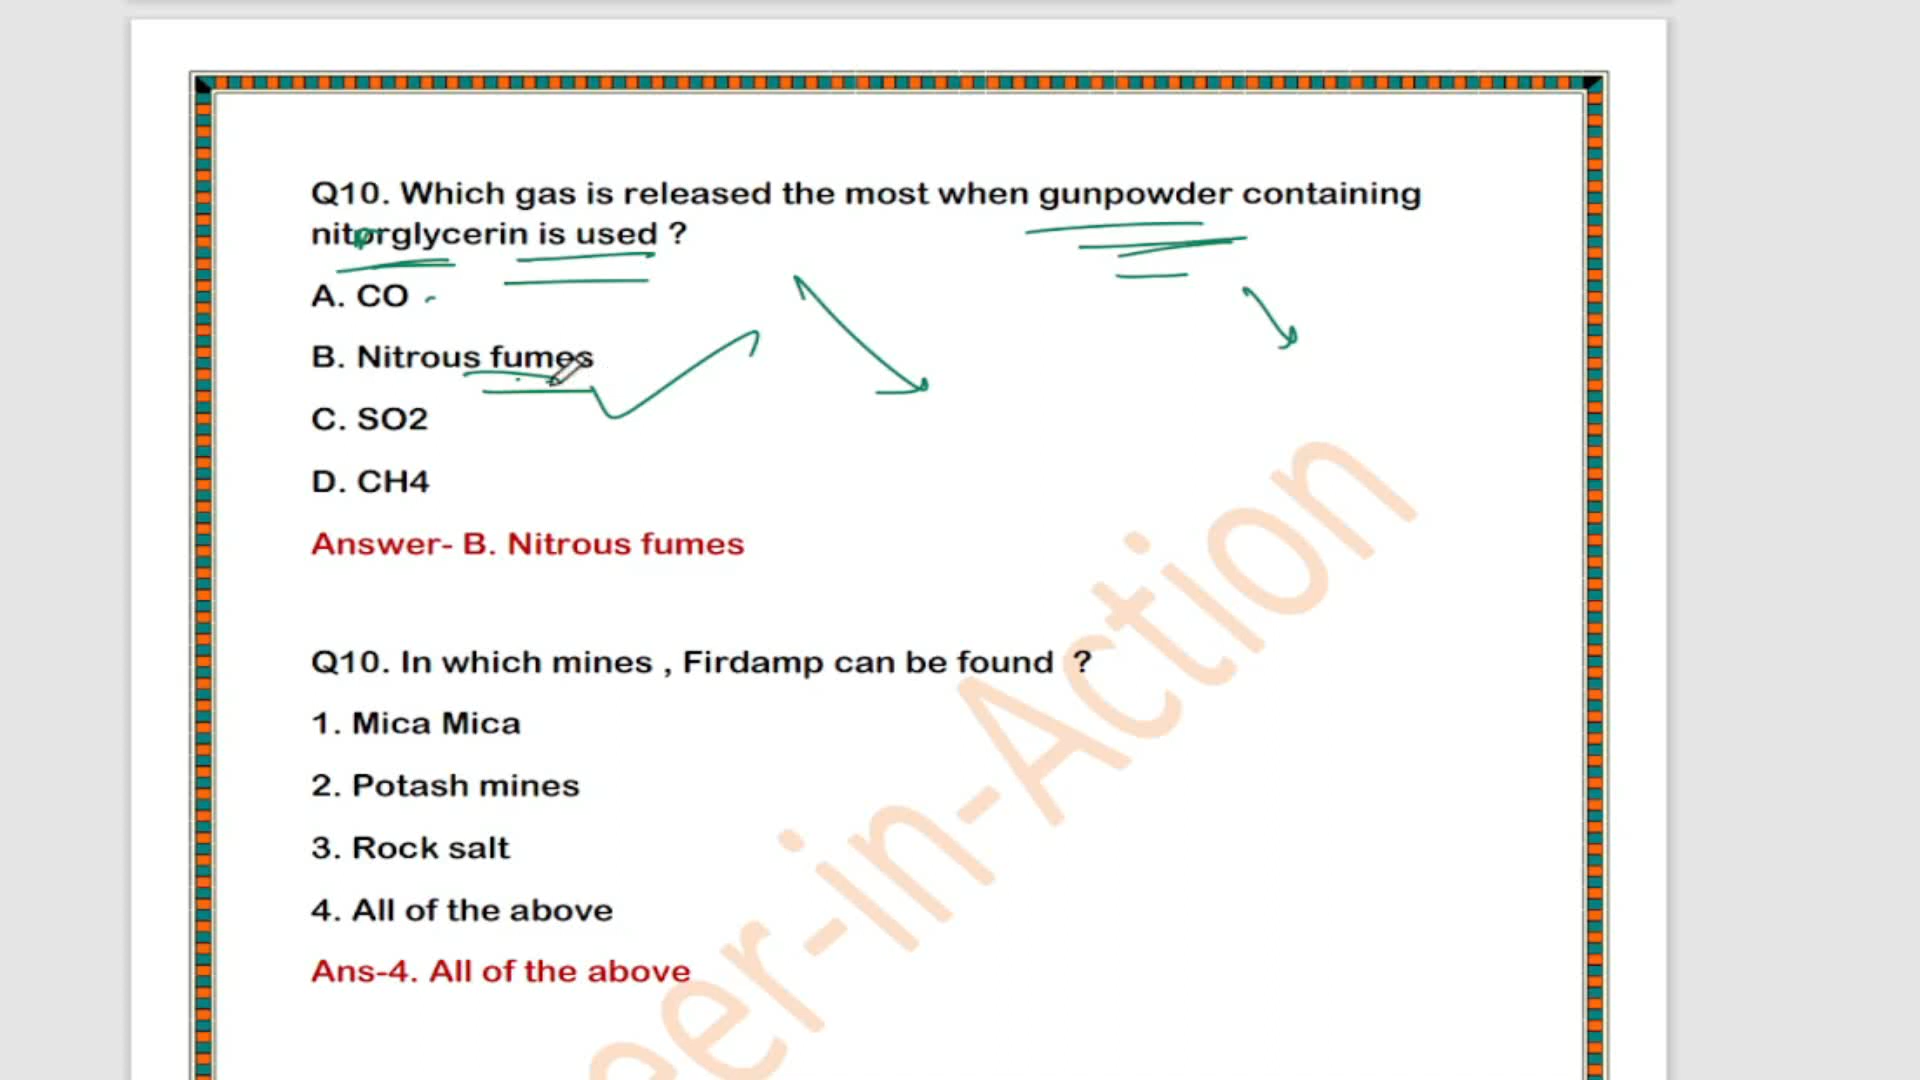 Q10. Which gas is released the most when gunpowder containing
nitorglycerin is used ?
A. CO
B. Nitrous fumes
C. SO2
D. CH4
Answer- B. Nitrous fumes
Q10. In which mines , Firdamp can be found ?
1. Mica Mica
2. Potash mines
3. Rock salt
4. All of the above
Ans-4. All of the above
eer-in-Action